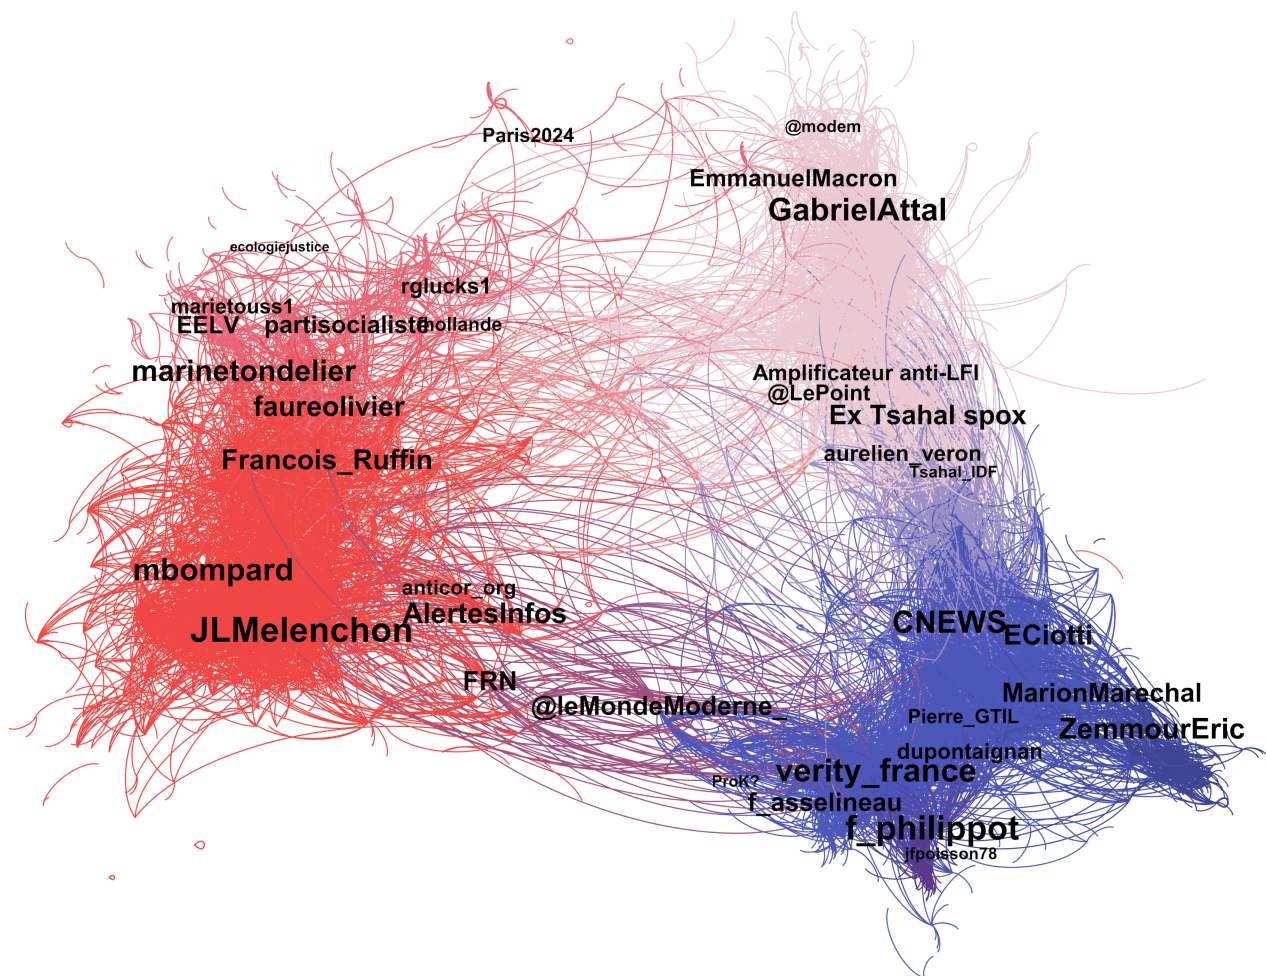 @modem
Paris2024
EmmanuelMacron
GabrielAttal
ecologiejustice
rglucks1
marietouss1
EELV
partisocialiste
fhollande
marinetondelier
Amplificateur anti-LFI
@LePoint
faureolivier
Ex Tsahal spox
Francois_Ruffin
aurelien_veron
Tsahal_IDF
mbompard
anticor_org
AlertesInfos
CNEWS
JLMelenchon
ECiotti
FRN
MarionMarechal
@leMondeModerne_
Pierre_GTIL
ZemmourEric
dupontaignan
verity_france
ProK?
f_asselineau
f_philippot
jfpoisson78